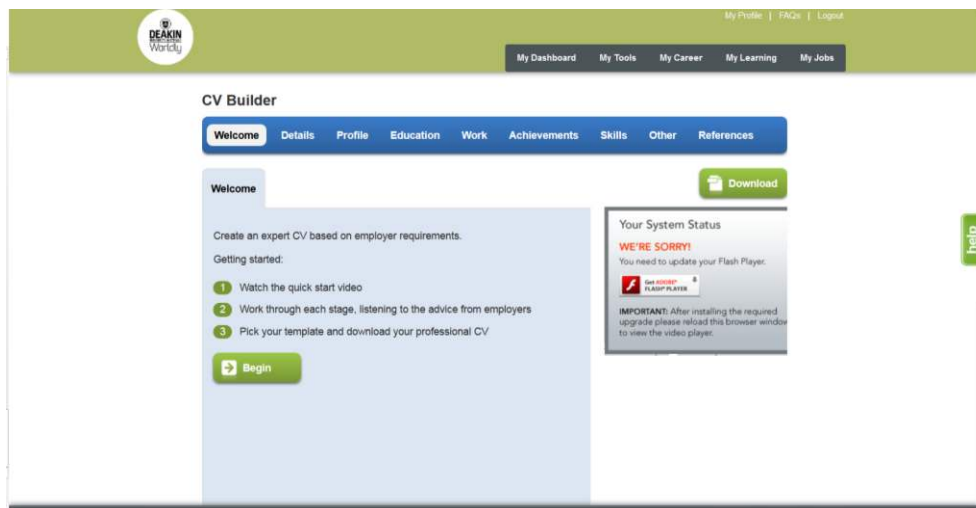 My Profile | FAQs | Logout
DEAKIN
Worldly
My Dashboard My Tools My Career My Learning My Jobs
CV Builder
Welcome Details Profile Education Work Achievements Skills Other References
Welcome
Download
Create an expert CV based on employer requirements.
Getting started:
1 Watch the quick start video
2 Work through each stage, listening to the advice from employers
3 Pick your template and download your professional CV
Begin
Your System Status
WE'RE SORRY!
You need to update your Flash Player.
Get ADOBE®
FLASH® PLAYER
IMPORTANT: After installing the required
upgrade please reload this browser window
to view the video player.
help